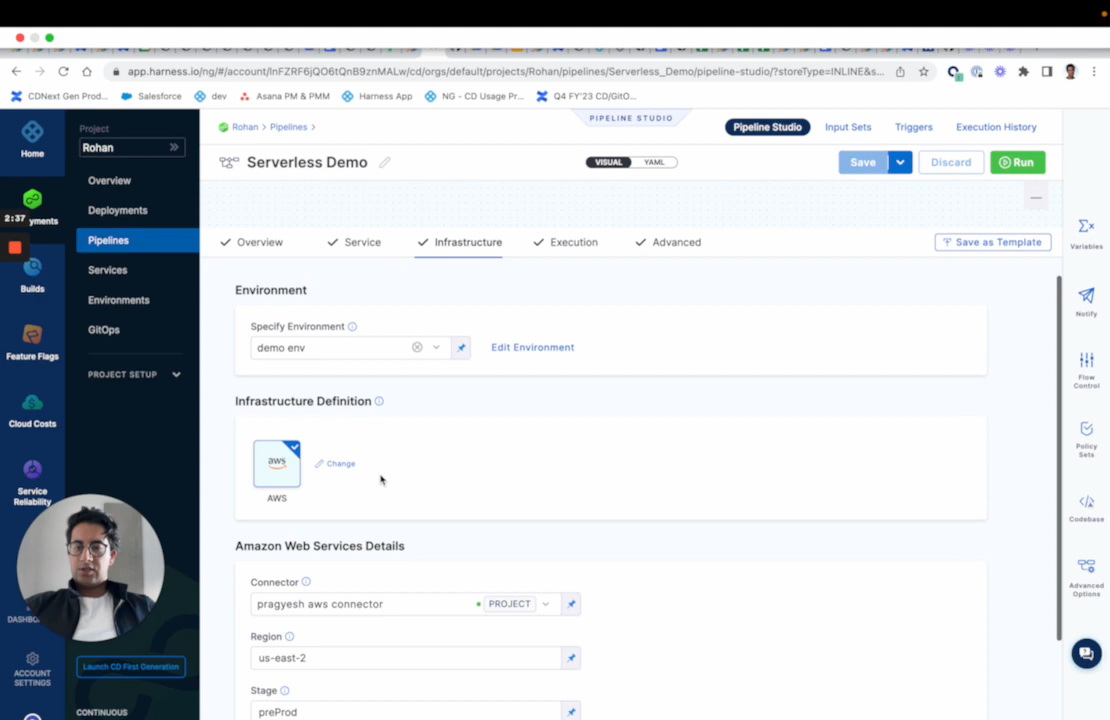 app.harness.io/ng/#/account/lnFZRF6jQO6tQnB9znMALw/cd/orgs/default/projects/Rohan/pipelines/Serverless_Demo/pipeline-studio/?storeType=INLINE&s...
CDNext Gen Prod... Salesforce dev Asana PM & PMM Harness App NG - CD Usage Pr... Q4 FY'23 CD/GitO...
Home
2:37
yments
Builds
Feature Flags
Cloud Costs
Service
Reliability
DASHBO
ACCOUNT
SETTINGS
Project
Rohan
Overview
Deployments
Pipelines
Services
Environments
GitOps
PROJECT SETUP
Launch CD First Generation
CONTINUOUS
Rohan > Pipelines >
PIPELINE STUDIO
Pipeline Studio Input Sets Triggers Execution History
Serverless Demo
VISUAL YAML
Save Discard Run
Overview Service Infrastructure Execution Advanced
Save as Template
Environment
Specify Environment
demo env
Edit Environment
Infrastructure Definition
aws
Change
AWS
Amazon Web Services Details
Connector
pragyesh aws connector PROJECT
Region
us-east-2
Stage
preProd
Variables
Notify
Flow
Control
Policy
Sets
Codebase
Advanced
Options